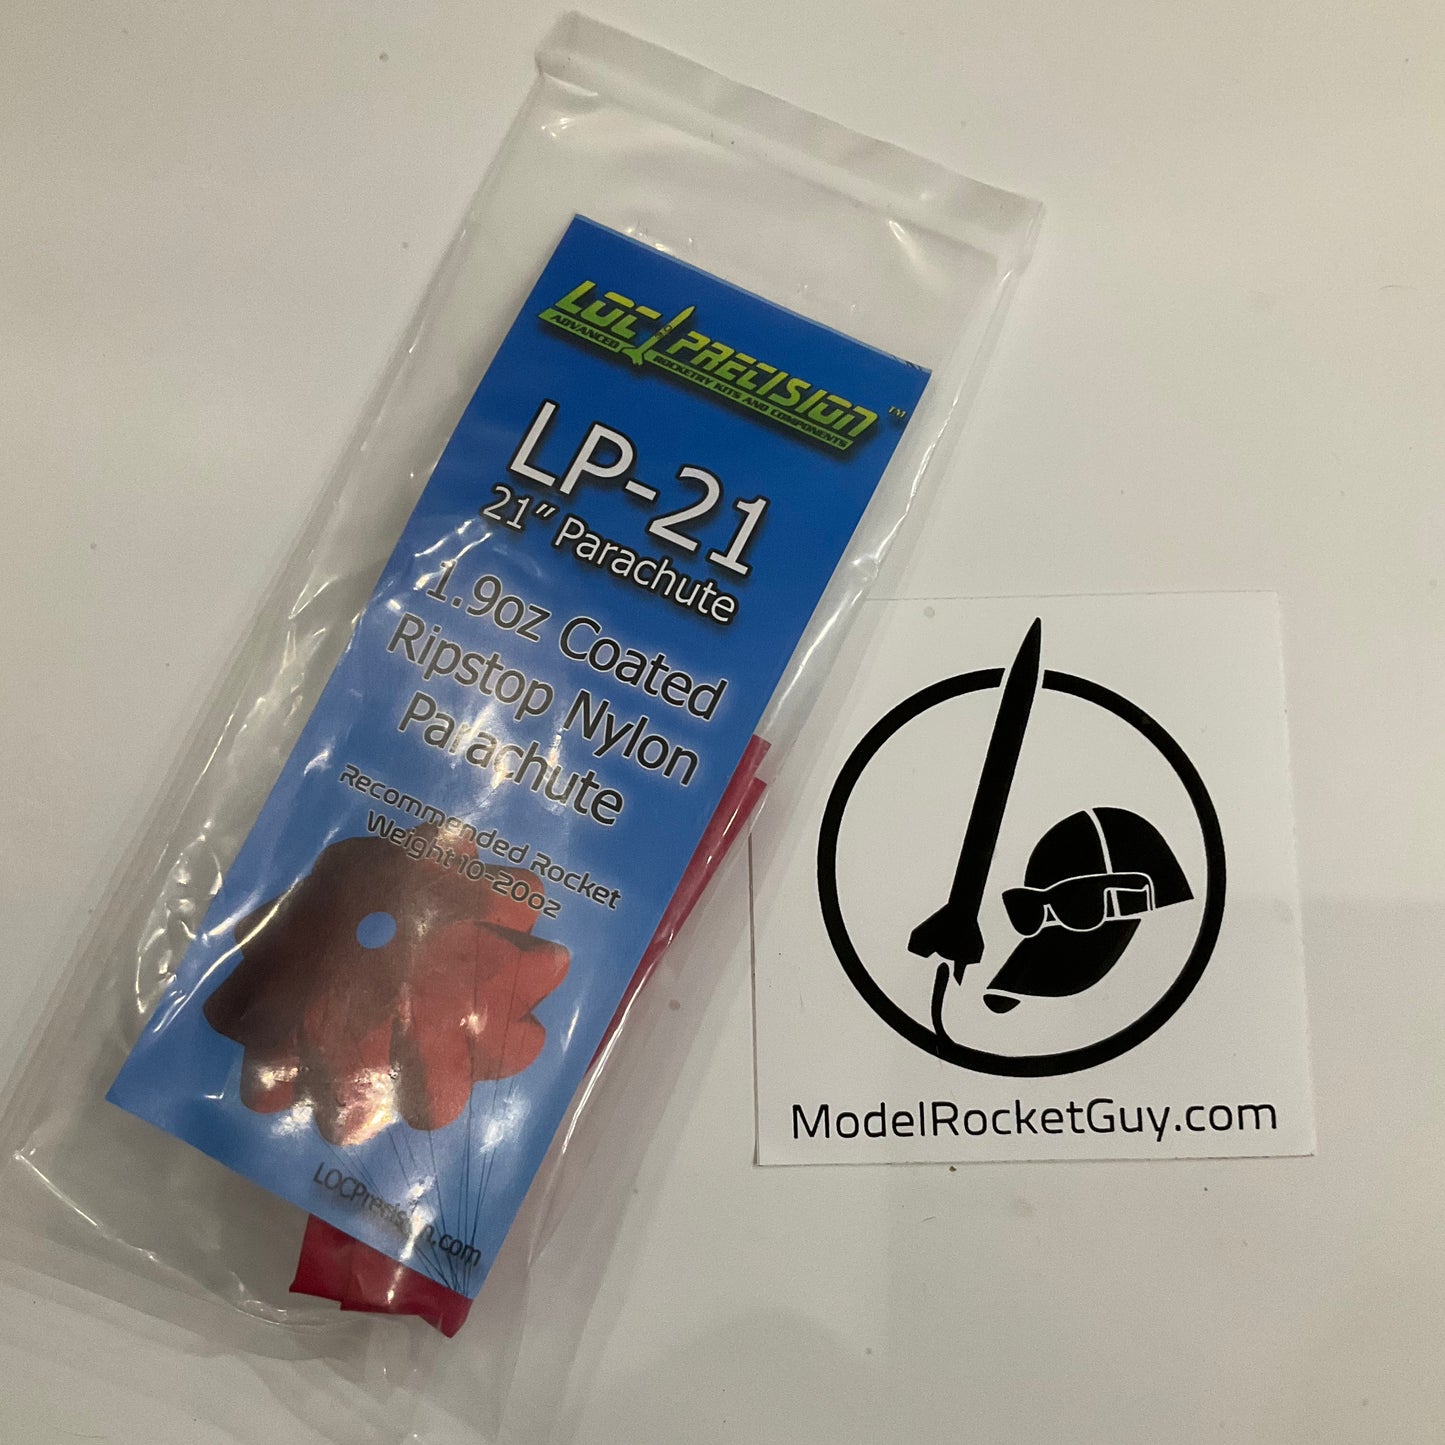 LOC PRECISION™
ADVANCED ROCKETRY KITS AND COMPONENTS
LP-21
21" Parachute
1.9oz Coated
Ripstop Nylon
Parachute
Recommended Rocket
Weight 10-20oz
LOCPrecision.com
ModelRocketGuy.com